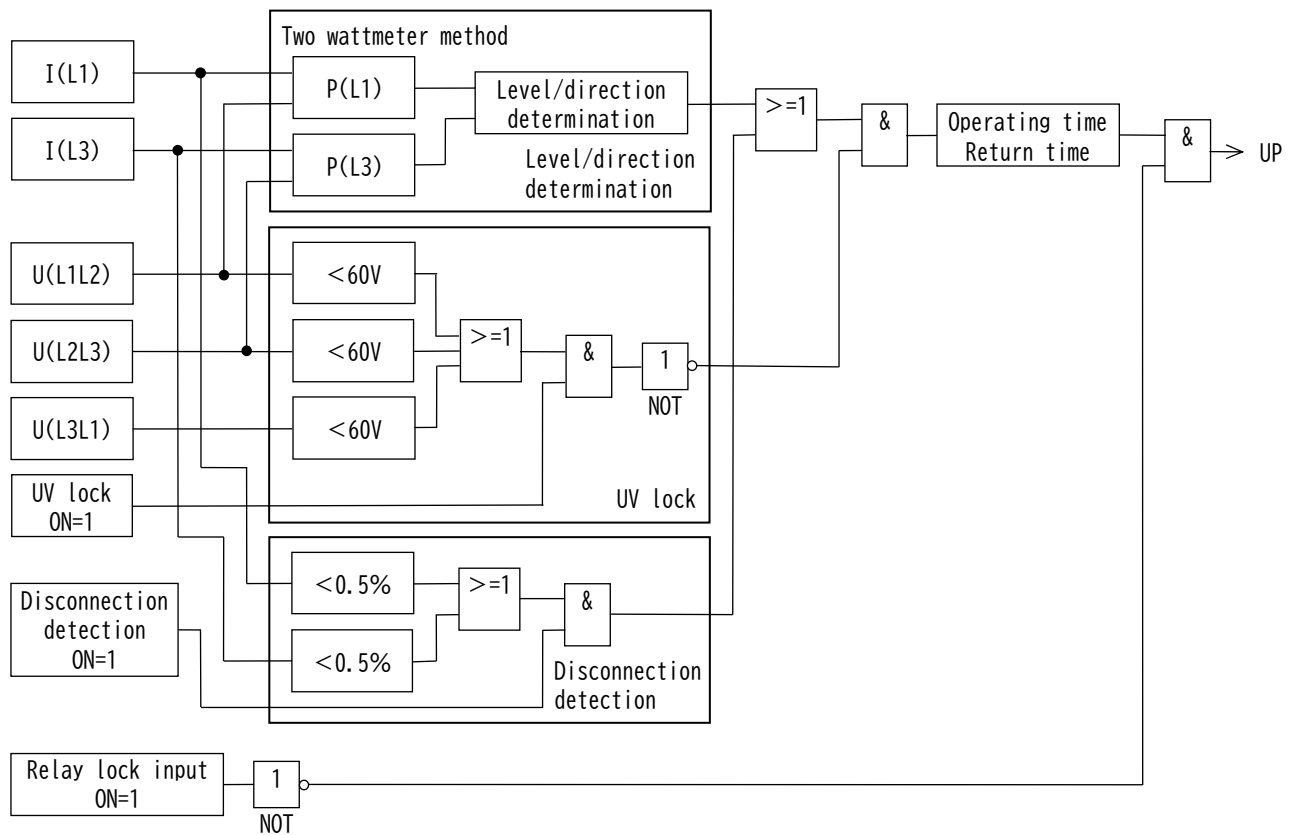 Two wattmeter method
I(L1)
P(L1)
Level/direction
determination
>=1
&
Operating time
Return time
&
UP
I(L3)
P(L3)
Level/direction
determination
U(L1L2)
<60V
U(L2L3)
<60V
>=1
&
1
NOT
U(L3L1)
<60V
UV lock
ON=1
UV lock
Disconnection
detection
ON=1
<0.5%
>=1
&
<0.5%
Disconnection
detection
Relay lock input
ON=1
1
NOT